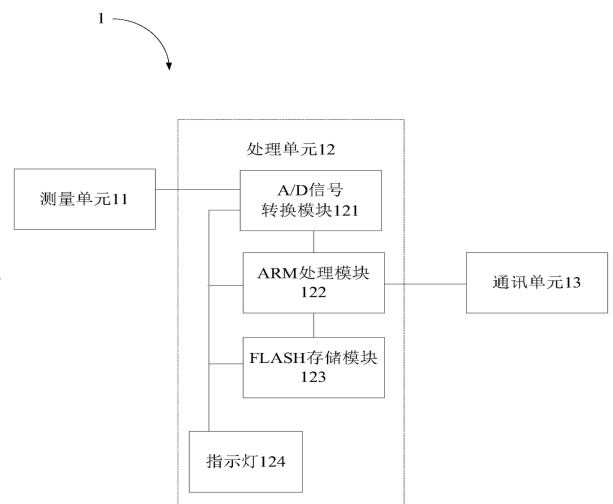 1
处理单元12
测量单元11
A/D信号
转换模块121
ARM处理模块
122
通讯单元13
FLASH存储模块
123
指示灯124